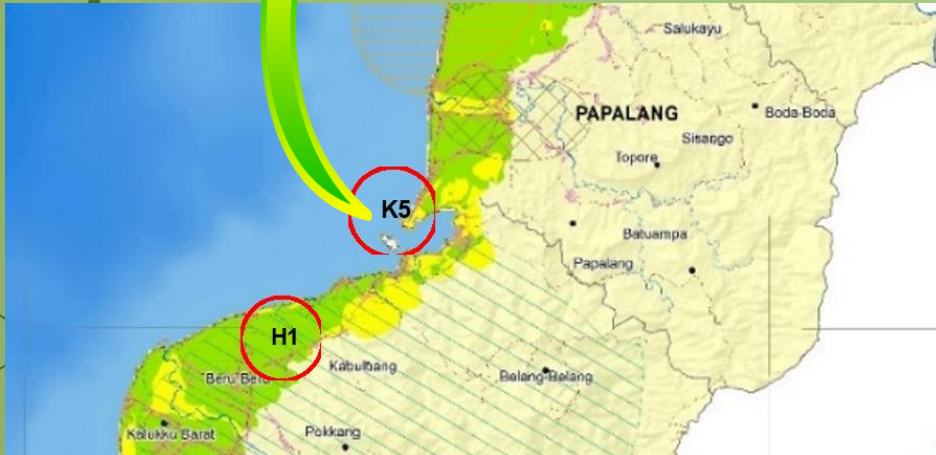 Salukayu
PAPALANG
Boda-Boda
Sisango
Topore
K5
Batuampa
Papalang
H1
Kabulbang
Beru Beru
Belang-Belang
Kalukku Barat
Pokkang